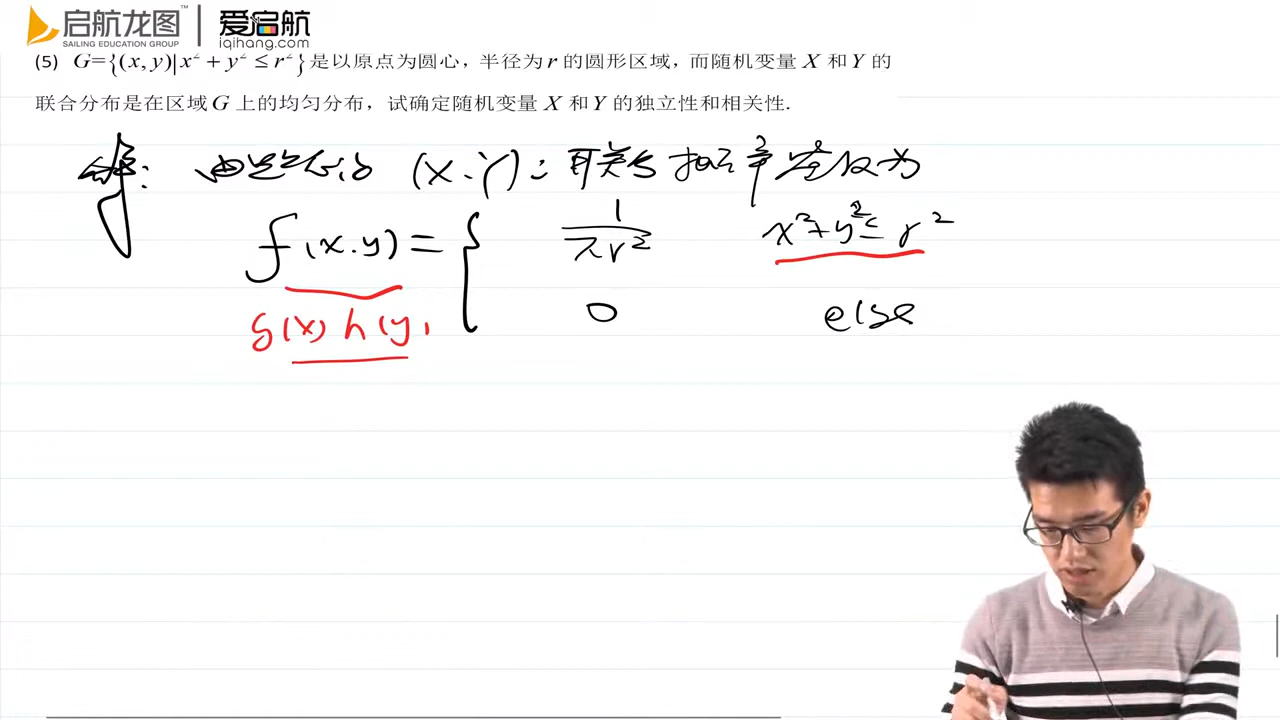 启航龙图™ 爱启航
SAILING EDUCATION GROUP iqihang.com
(5) G={(x,y)|x²+y²≤r²}是以原点为圆心，半径为r的圆形区域，而随机变量X和Y的
联合分布是在区域G上的均匀分布，试确定随机变量X和Y的独立性和相关性.
解：由题意可知 (X.Y)的联合概率密度为
f(x.y)={ 1/πr² x²+y²≤r²
0 else
g(x) h(y)